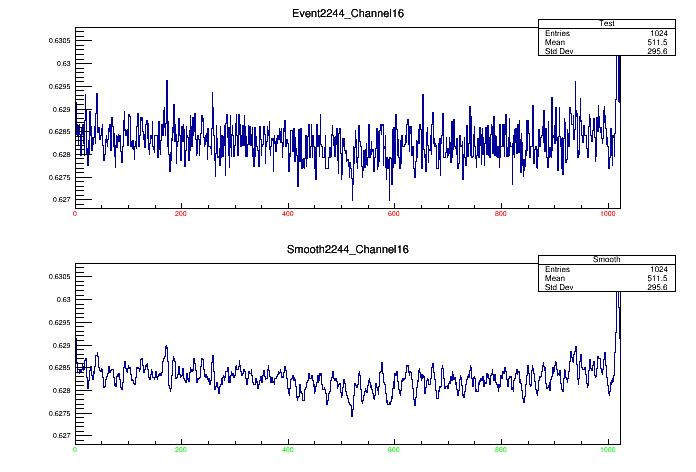 Event2244_Channel16
Test
Entries 1024
Mean 511.5
Std Dev 295.6
0.6305
0.63
0.6295
0.629
0.6285
0.628
0.6275
0.627
0 200 400 600 800 1000
Smooth2244_Channel16
Smooth
Entries 1024
Mean 511.5
Std Dev 295.6
0.6305
0.63
0.6295
0.629
0.6285
0.628
0.6275
0.627
0 200 400 600 800 1000